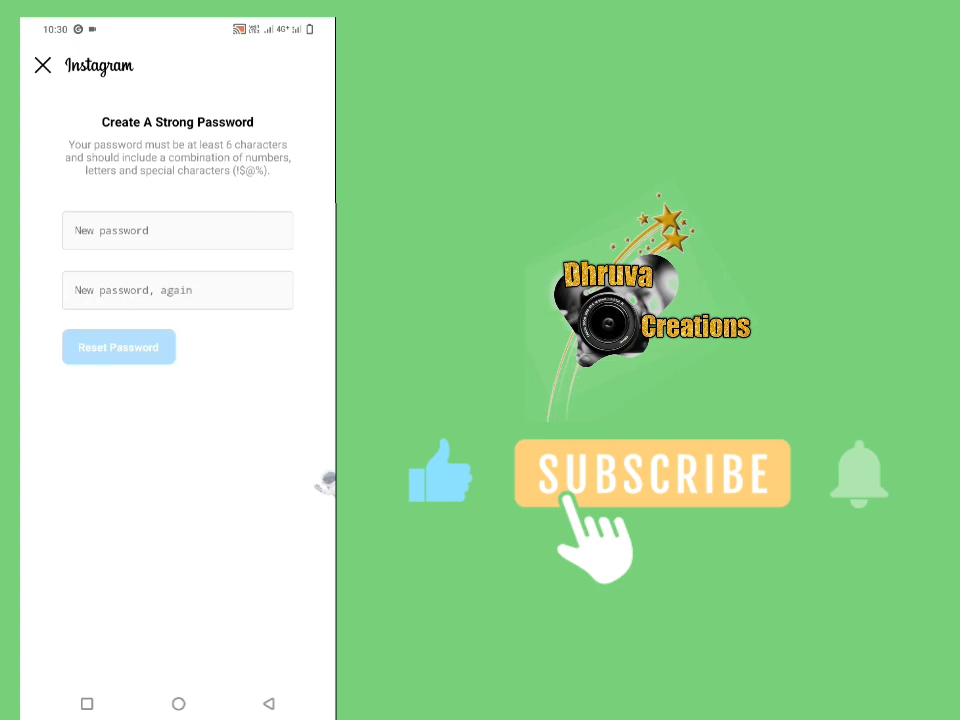 10:30
4G+
Instagram
Create A Strong Password
Your password must be at least 6 characters
and should include a combination of numbers,
letters and special characters (!$@%).
New password
New password, again
Reset Password
Dhruva
Creations
SUBSCRIBE